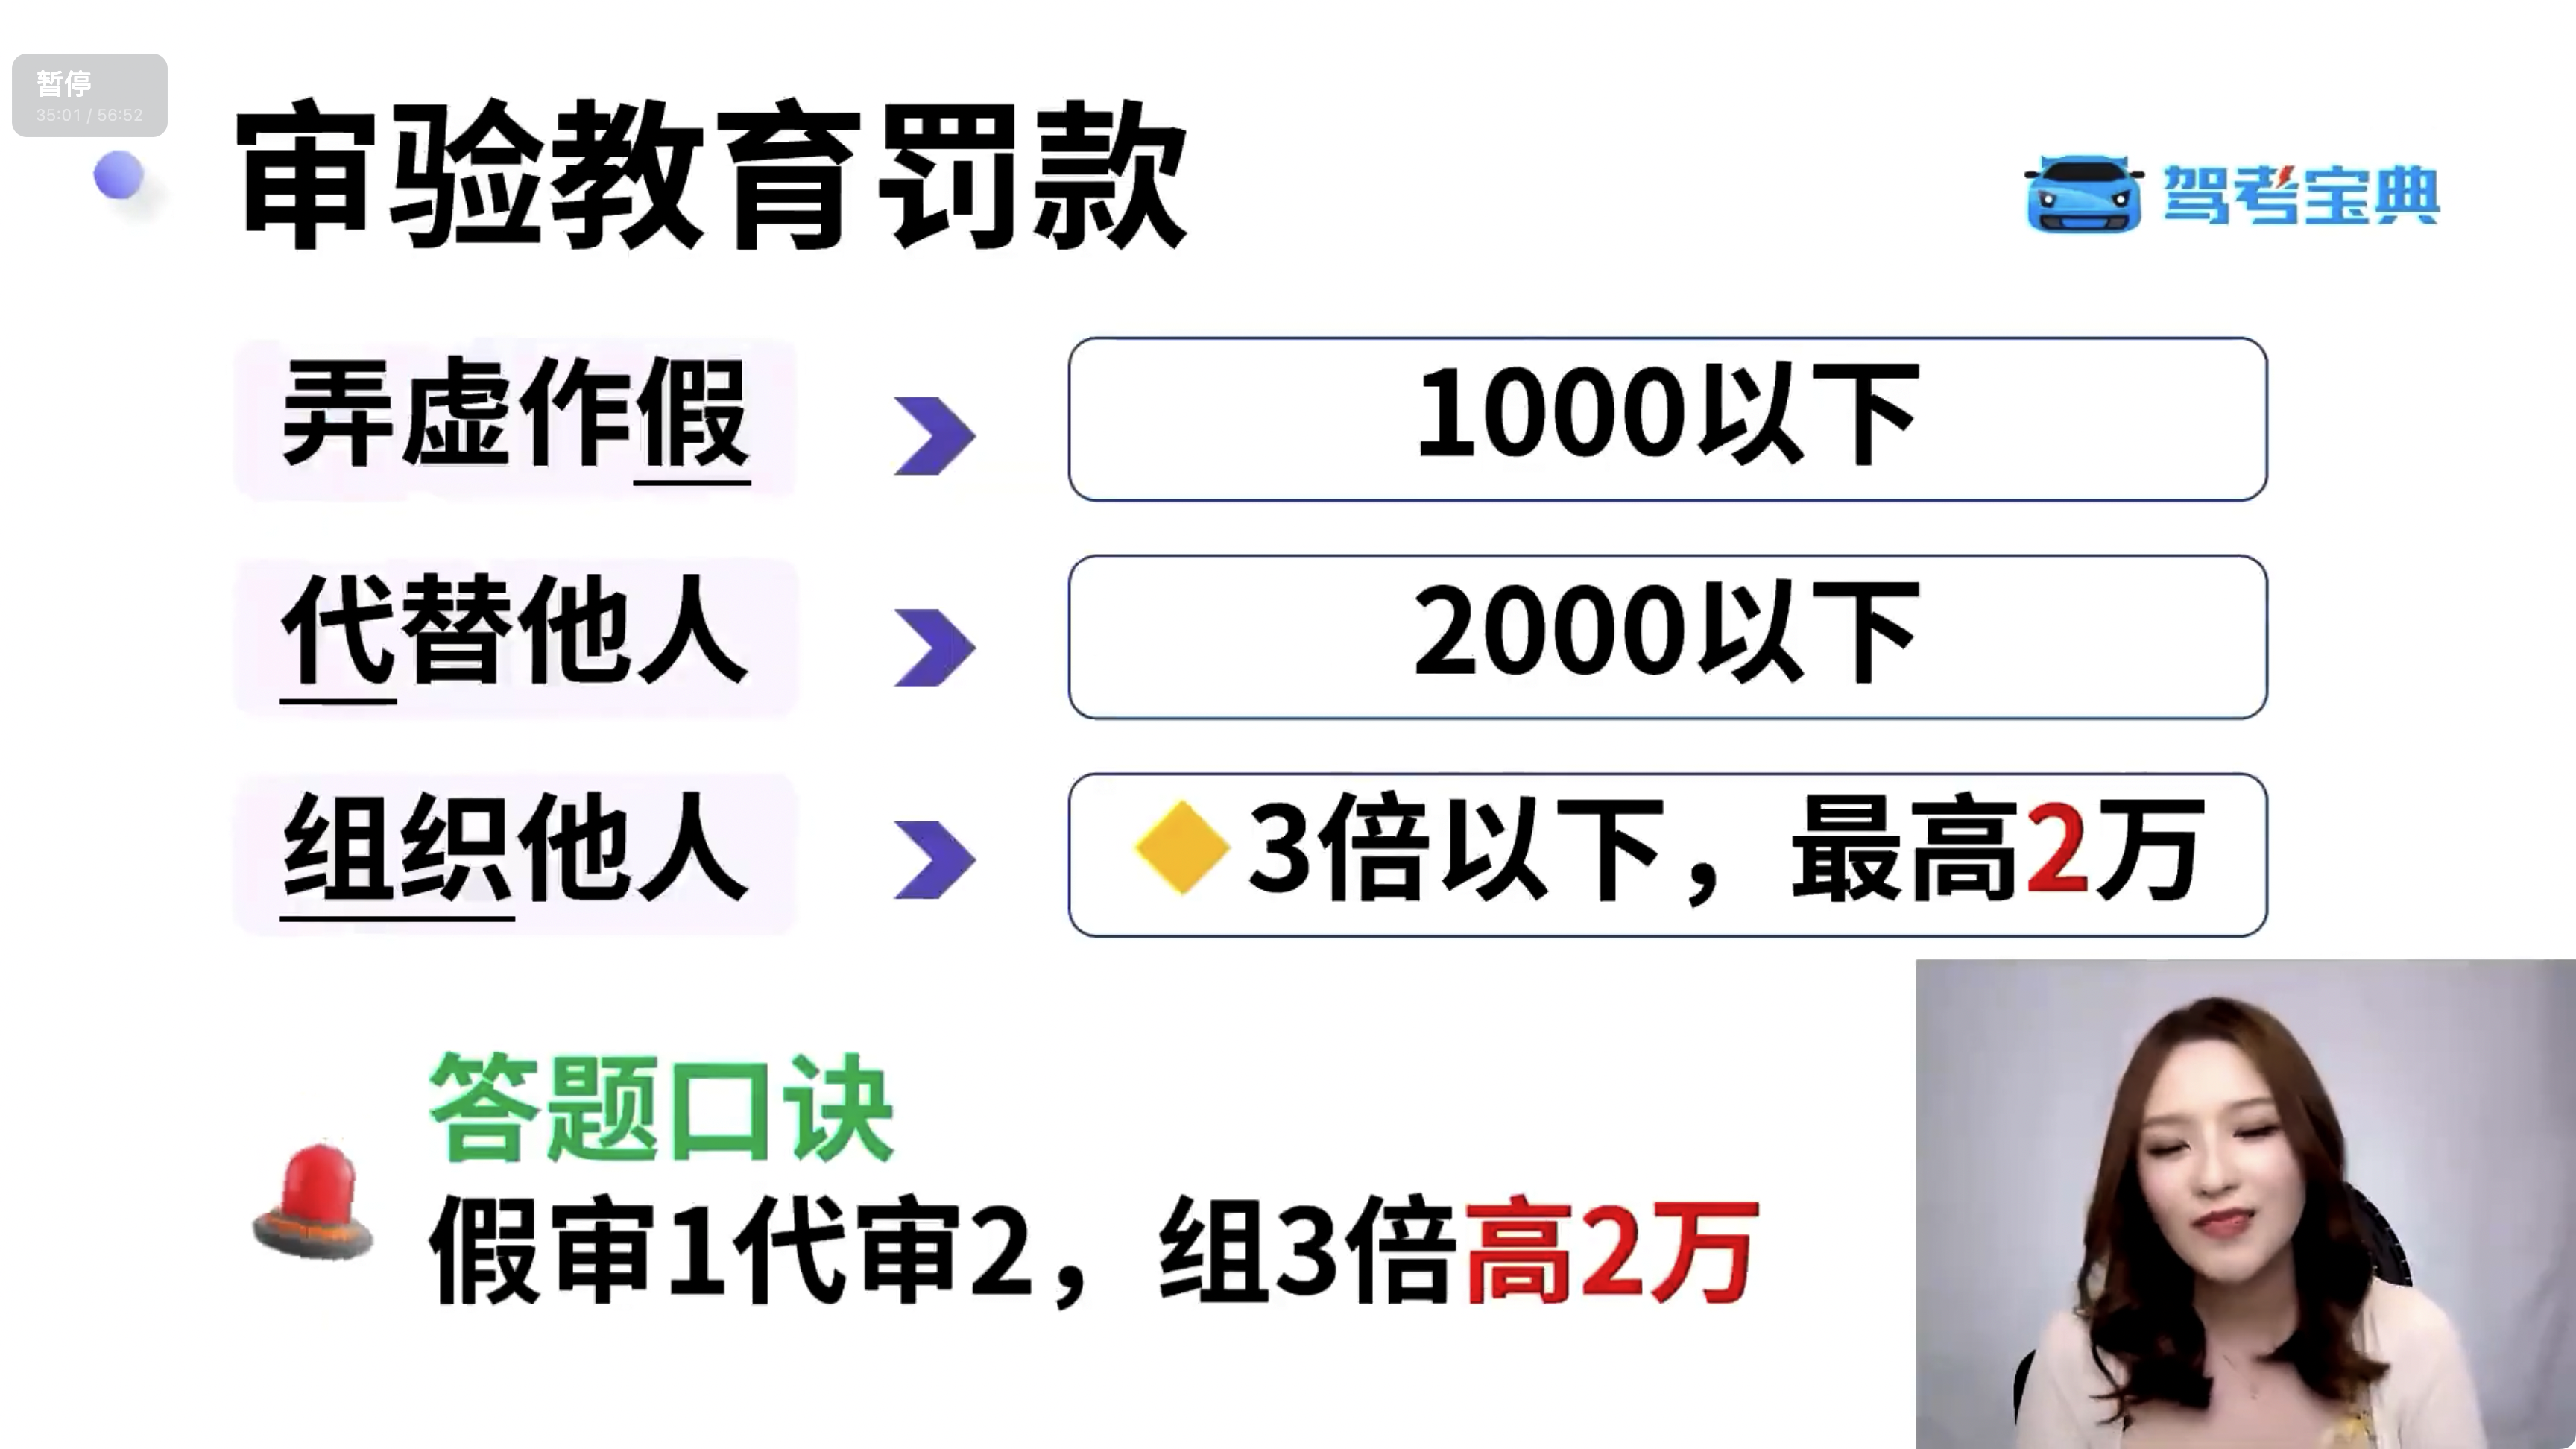 暂停
35:01 / 56:52
审验教育罚款
驾考宝典
弄虚作假
1000以下
代替他人
2000以下
组织他人
3倍以下，最高2万
答题口诀
假审1代审2，组3倍高2万